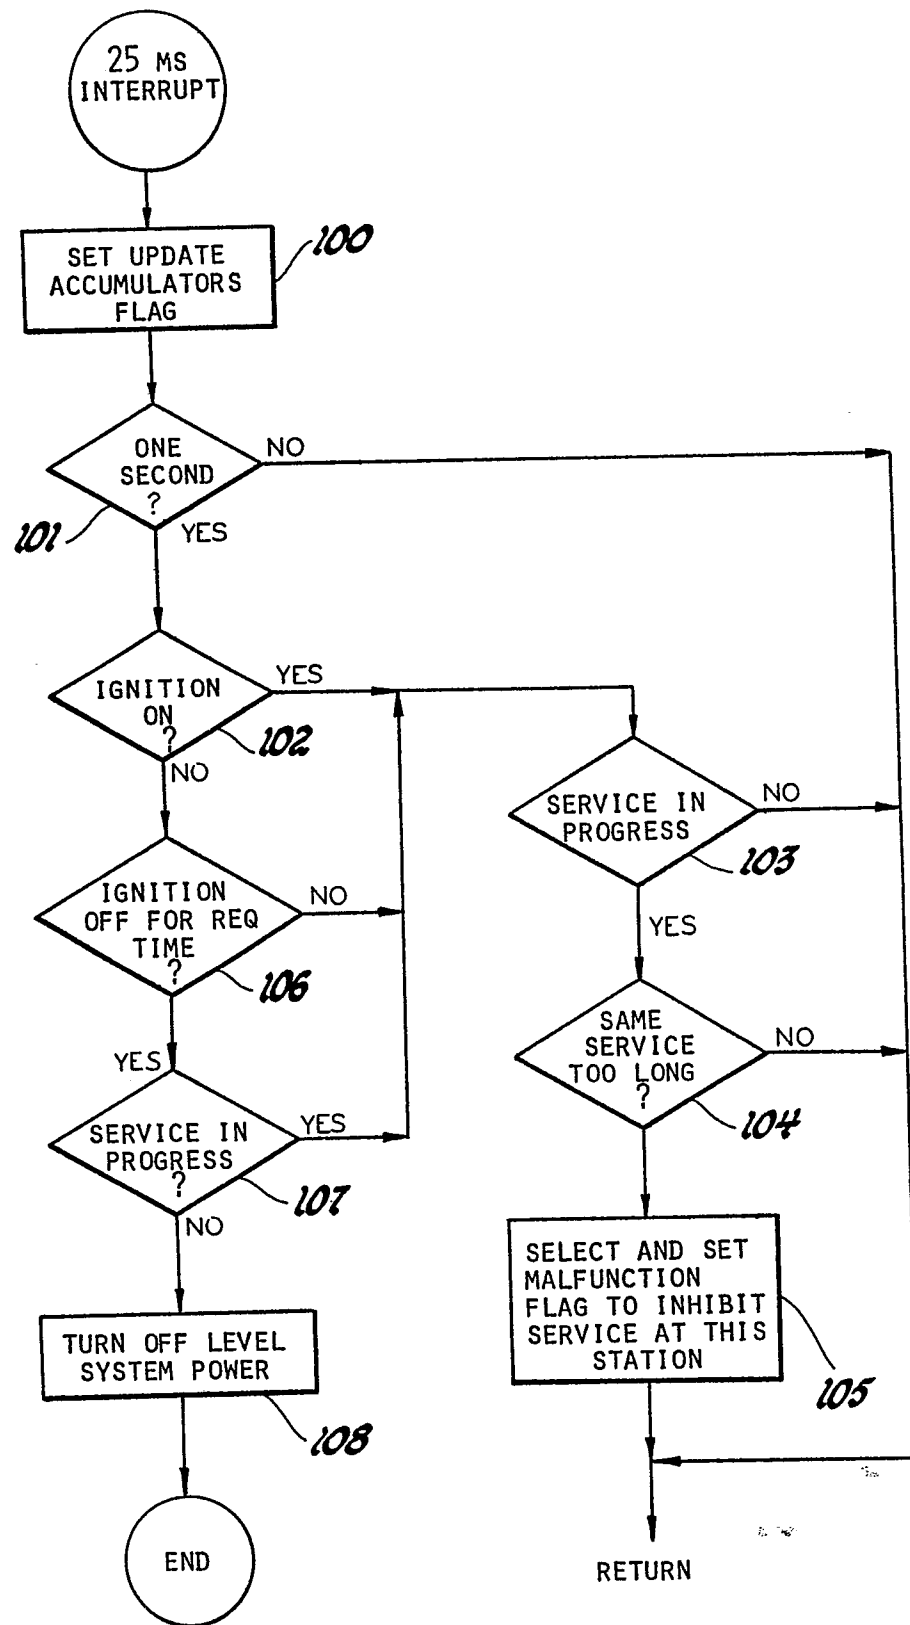 25 MS
INTERRUPT
SET UPDATE
ACCUMULATORS
FLAG
100
ONE
SECOND
?
NO
101
YES
IGNITION
ON
?
YES
102
NO
SERVICE IN
PROGRESS
NO
103
YES
IGNITION
OFF FOR REQ
TIME
?
NO
106
YES
SAME
SERVICE
TOO LONG
?
NO
104
SERVICE IN
PROGRESS
?
YES
107
NO
SELECT AND SET
MALFUNCTION
FLAG TO INHIBIT
SERVICE AT THIS
STATION
105
TURN OFF LEVEL
SYSTEM POWER
108
END
RETURN